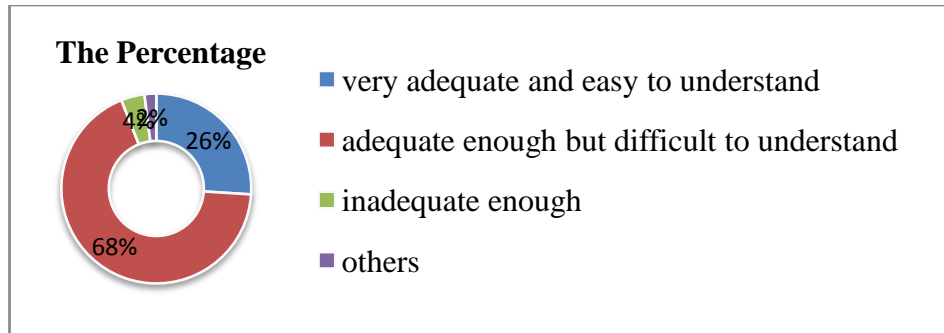 The Percentage
4%
2%
26%
68%
very adequate and easy to understand
adequate enough but difficult to understand
inadequate enough
others